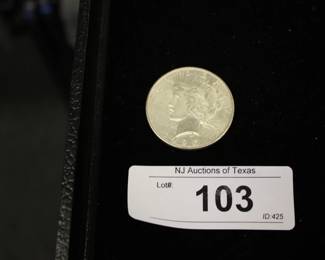 NJ Auctions of Texas
Lot#:
103
ID:425